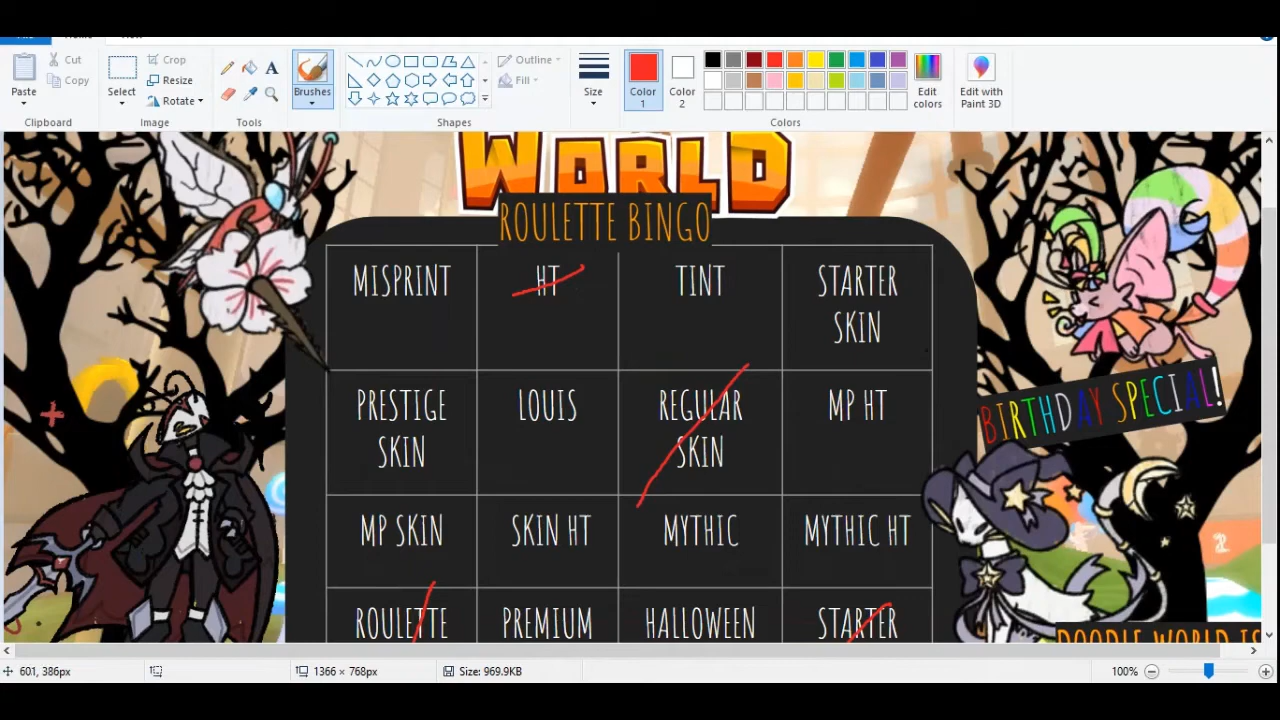 Paste
Cut
Copy
Clipboard
Select
Crop
Resize
Rotate
Image
Tools
Brushes
Shapes
Outline
Fill
Size
Color 1
Color 2
Edit colors
Edit with Paint 3D
Colors
WORLD
ROULETTE BINGO
MISPRINT HT TINT STARTER SKIN
PRESTIGE SKIN LOUIS REGULAR SKIN MP HT
MP SKIN SKIN HT MYTHIC MYTHIC HT
ROULETTE PREMIUM HALLOWEEN STARTER
BIRTHDAY SPECIAL!
DOODLE WORLD IS
601, 386px
1366 × 768px
Size: 969.9KB
100%